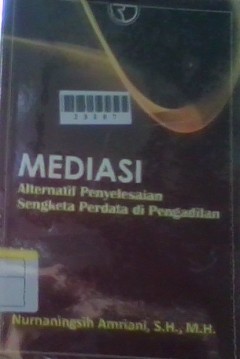 MEDIASI
Alternatif Penyelesaian
Sengketa Perdata di Pengadilan
Nurnaningsih Amriani, S.H., M.H.